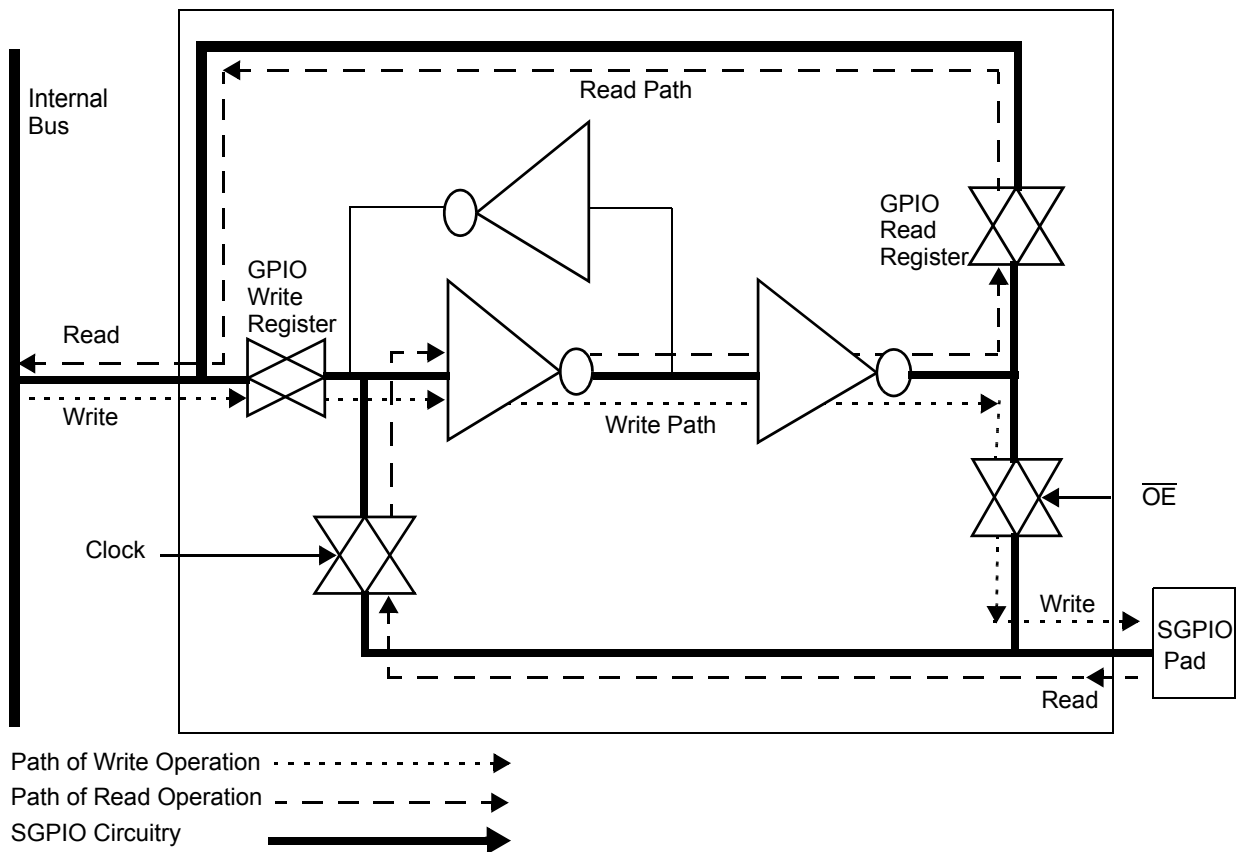 Internal
Bus
Read Path
GPIO
Read
Register
GPIO
Write
Register
Read
Write
Write Path
Clock
O̅E̅
Write
SGPIO
Pad
Read
Path of Write Operation
Path of Read Operation
SGPIO Circuitry